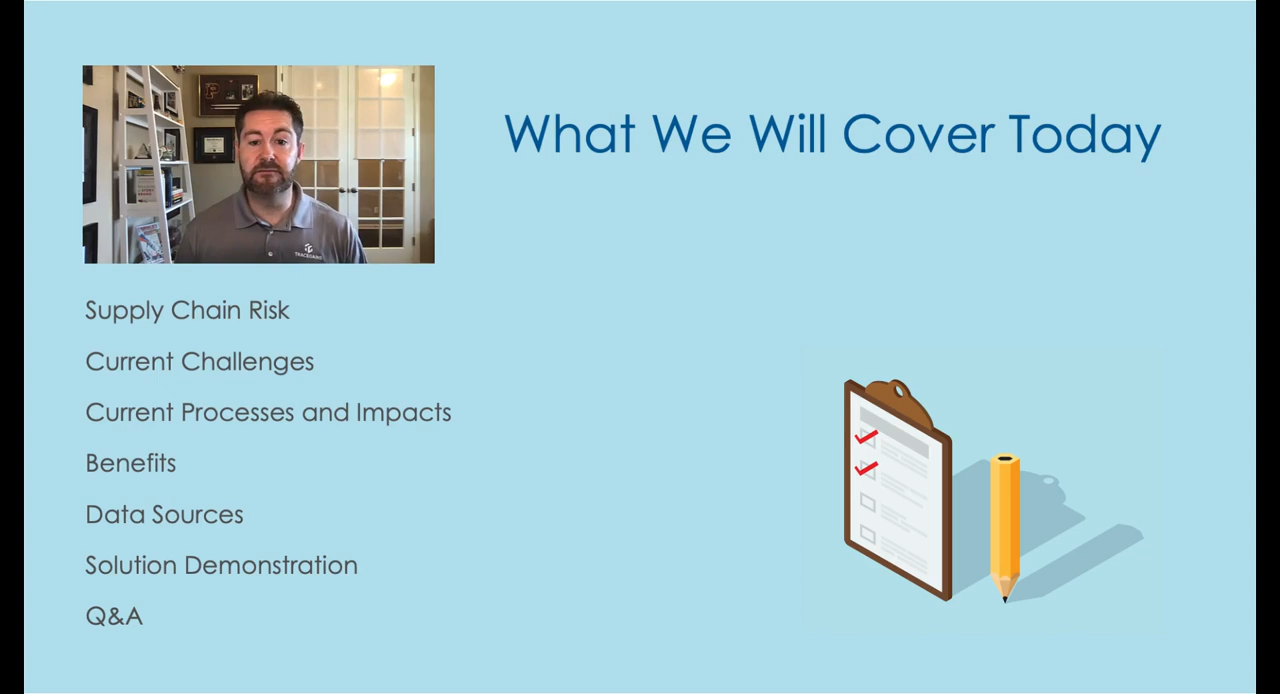 What We Will Cover Today
TRACEGAINS
Supply Chain Risk
Current Challenges
Current Processes and Impacts
Benefits
Data Sources
Solution Demonstration
Q&A